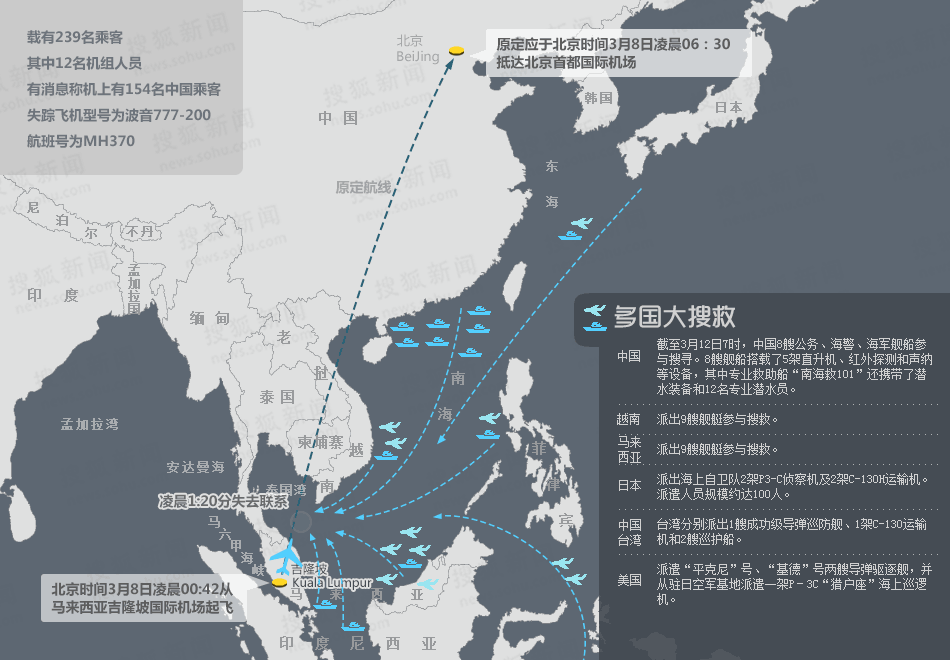 载有239名乘客
其中12名机组人员
有消息称机上有154名中国乘客
失踪飞机型号为波音777-200
航班号为MH370
搜狐新闻
news.sohu.com
北京
BeiJing
原定应于北京时间3月8日凌晨06：30
抵达北京首都国际机场
韩国
日本
中国
东海
原定航线
尼泊尔
不丹
孟加拉国
印度
缅甸
老挝
泰国
柬埔寨
越南
南海
菲律宾
孟加拉湾
安达曼海
泰国湾
凌晨1:20分失去联系
马六甲海峡
吉隆坡
Kuala Lumpur
马来西亚
印度尼西亚
北京时间3月8日凌晨00:42从
马来西亚吉隆坡国际机场起飞
多国大搜救
中国
截至3月12日7时，中国8艘公务、海警、海军舰船参
与搜寻。8艘舰船搭载了5架直升机、红外探测和声纳
等设备，其中专业救助船“南海救101”还携带了潜
水装备和12名专业潜水员。
越南
派出9艘舰艇参与搜救。
马来
西亚
派出9艘舰艇参与搜救。
日本
派出海上自卫队2架P3-C侦察机及2架C-130H运输机。
派遣人员规模约达100人。
中国
台湾
台湾分别派出1艘成功级导弹巡防舰、1架C-130运输
机和2艘巡护船。
美国
派遣“平克尼”号、“基德”号两艘导弹驱逐舰，并
从驻日空军基地派遣一架P－3C“猎户座”海上巡逻
机。